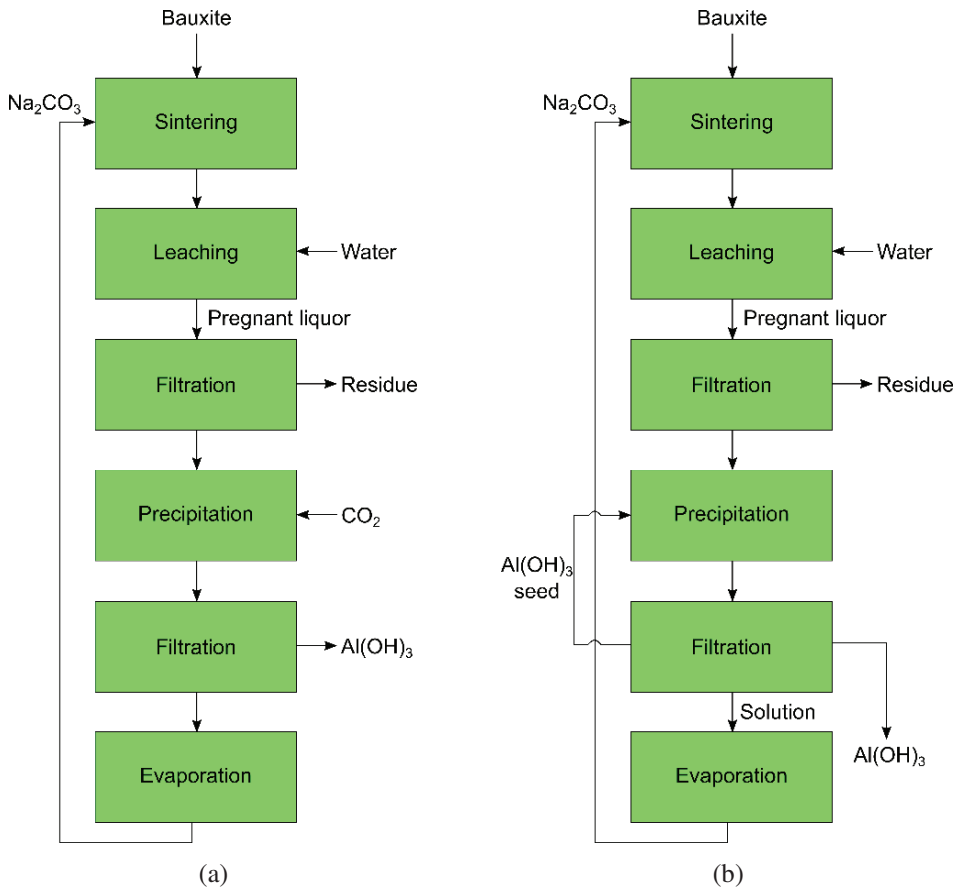 Bauxite
Na₂CO₃
Sintering
Leaching
Water
Pregnant liquor
Filtration
Residue
Precipitation
CO₂
Filtration
Al(OH)₃
Evaporation
(a)
Bauxite
Na₂CO₃
Sintering
Leaching
Water
Pregnant liquor
Filtration
Residue
Precipitation
Al(OH)₃
seed
Filtration
Solution
Al(OH)₃
Evaporation
(b)